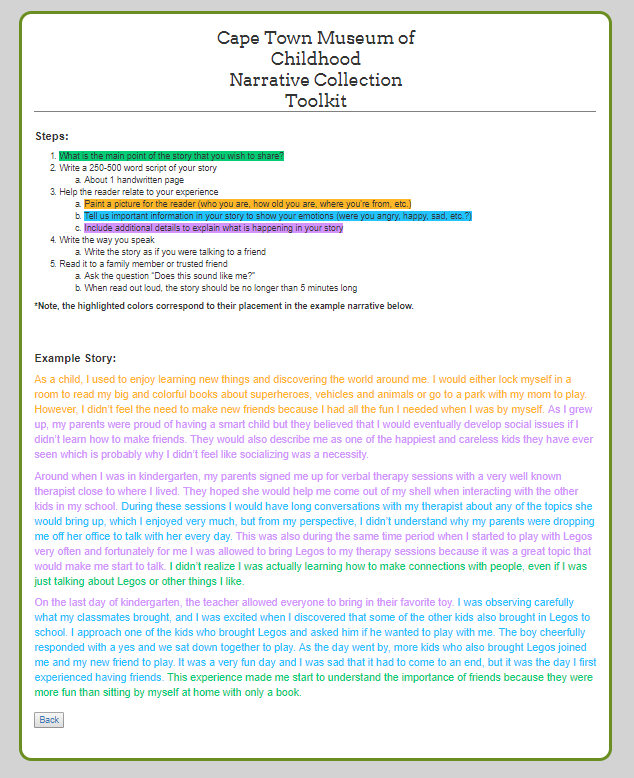 Cape Town Museum of
Childhood
Narrative Collection
Toolkit
Steps:
1. What is the main point of the story that you wish to share?
2. Write a 250-500 word script of your story
a. About 1 handwritten page
3. Help the reader relate to your experience
a. Paint a picture for the reader (who you are, how old you are, where you're from, etc.)
b. Tell us important information in your story to show your emotions (were you angry, happy, sad, etc.?)
c. Include additional details to explain what is happening in your story
4. Write the way you speak
a. Write the story as if you were talking to a friend
5. Read it to a family member or trusted friend
a. Ask the question "Does this sound like me?"
b. When read out loud, the story should be no longer than 5 minutes long
*Note, the highlighted colors correspond to their placement in the example narrative below.
Example Story:
As a child, I used to enjoy learning new things and discovering the world around me. I would either lock myself in a
room to read my big and colorful books about superheroes, vehicles and animals or go to a park with my mom to play.
However, I didn't feel the need to make new friends because I had all the fun I needed when I was by myself. As I grew
up, my parents were proud of having a smart child but they believed that I would eventually develop social issues if I
didn't learn how to make friends. They would also describe me as one of the happiest and careless kids they have ever
seen which is probably why I didn't feel like socializing was a necessity.
Around when I was in kindergarten, my parents signed me up for verbal therapy sessions with a very well known
therapist close to where I lived. They hoped she would help me come out of my shell when interacting with the other
kids in my school. During these sessions I would have long conversations with my therapist about any of the topics she
would bring up, which I enjoyed very much, but from my perspective, I didn't understand why my parents were dropping
me off her office to talk with her every day. This was also during the same time period when I started to play with Legos
very often and fortunately for me I was allowed to bring Legos to my therapy sessions because it was a great topic that
would make me start to talk. I didn't realize I was actually learning how to make connections with people, even if I was
just talking about Legos or other things I like.
On the last day of kindergarten, the teacher allowed everyone to bring in their favorite toy. I was observing carefully
what my classmates brought, and I was excited when I discovered that some of the other kids also brought in Legos to
school. I approach one of the kids who brought Legos and asked him if he wanted to play with me. The boy cheerfully
responded with a yes and we sat down together to play. As the day went by, more kids who also brought Legos joined
me and my new friend to play. It was a very fun day and I was sad that it had to come to an end, but it was the day I first
experienced having friends. This experience made me start to understand the importance of friends because they were
more fun than sitting by myself at home with only a book.
Back